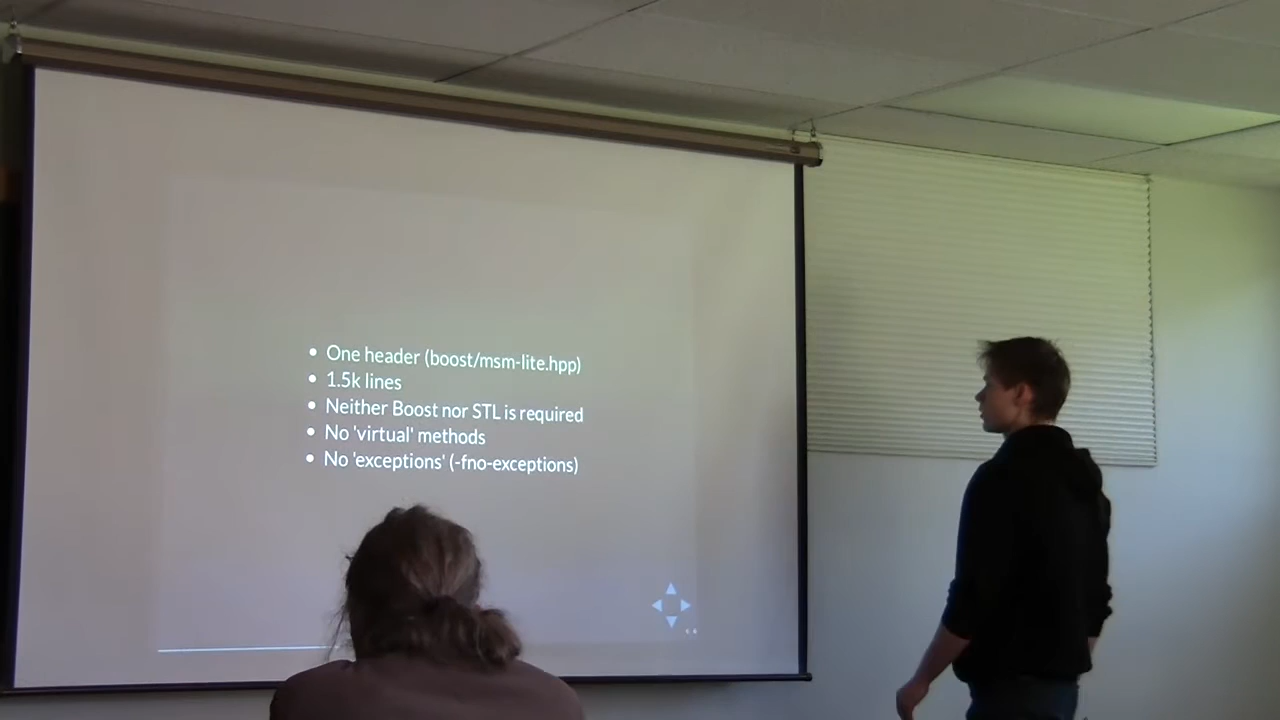 • One header (boost/msm-lite.hpp)
• 1.5k lines
• Neither Boost nor STL is required
• No 'virtual' methods
• No 'exceptions' (-fno-exceptions)